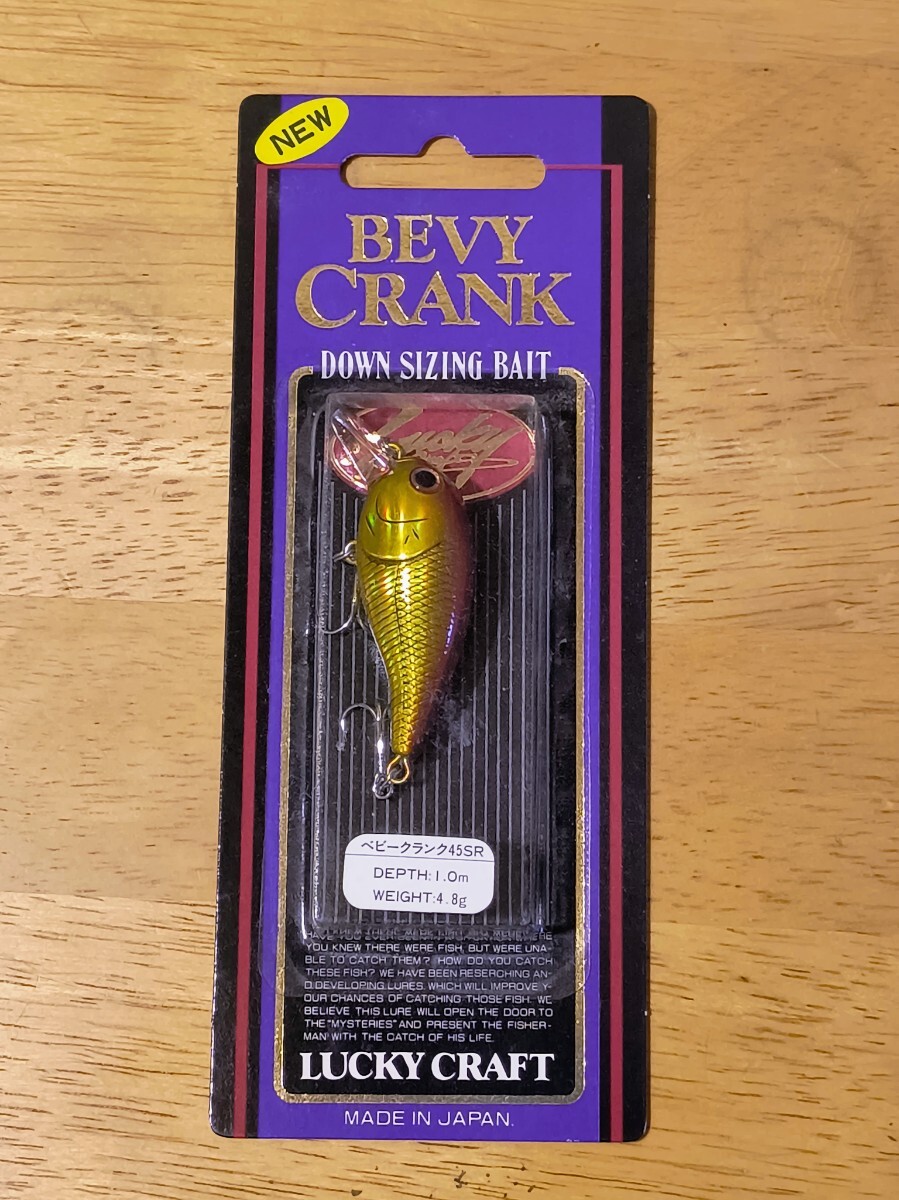 NEW
BEVY
CRANK
DOWN SIZING BAIT
Lucky
ベビークランク45SR
DEPTH:1.0m
WEIGHT:4.8g
YOU KNEW THERE WERE FISH, BUT WERE UNA-
BLE TO CATCH THEM? HOW DO YOU CATCH
THESE FISH? WE HAVE BEEN RESERCHING AN-
D DEVELOPING LURES WHICH WILL IMPROVE Y-
OUR CHANCES OF CATCHING THOSE FISH. WE
BELIEVE THIS LURE WILL OPEN THE DOOR TO
THE "MYSTERIES" AND PRESENT THE FISHER-
MAN WITH THE CATCH OF HIS LIFE.
LUCKY CRAFT
MADE IN JAPAN.